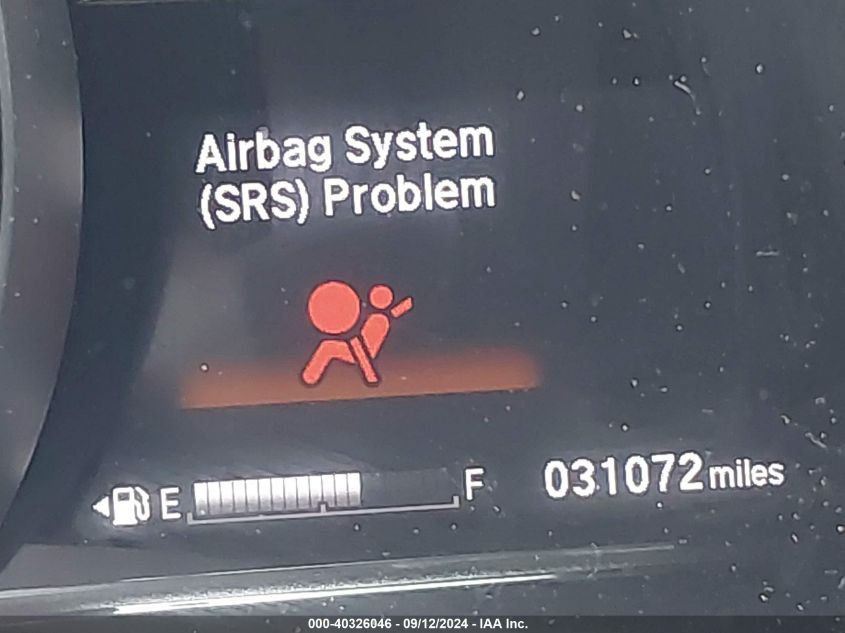 Airbag System
(SRS) Problem
E F 031072 miles
000-40326046 - 09/12/2024 - IAA Inc.